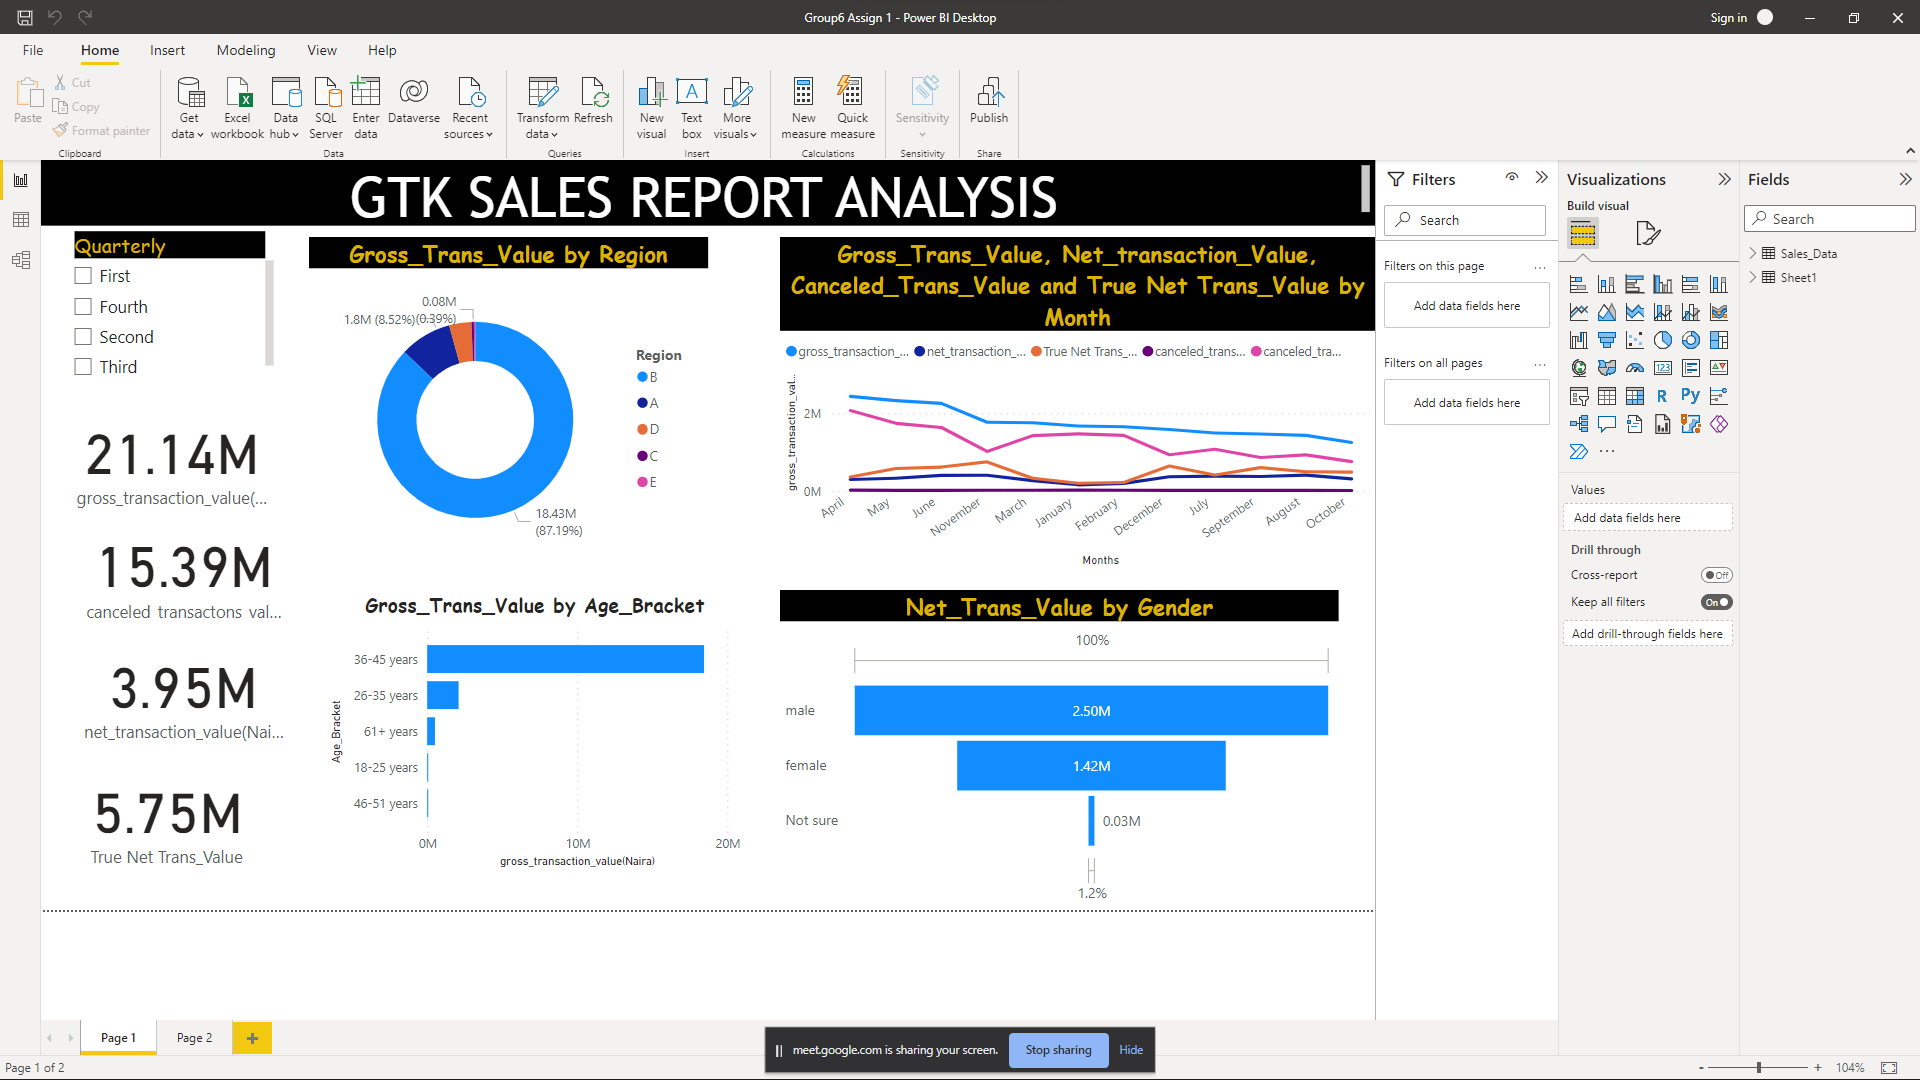 Group6 Assign 1 - Power BI Desktop
Sign in
File Home Insert Modeling View Help
Paste
Cut
Copy
Format painter
Clipboard
Get data
Excel workbook
Data hub
SQL Server
Enter data
Dataverse
Recent sources
Data
Transform data
Refresh
Queries
New visual
Text box
More visuals
Insert
New measure
Quick measure
Calculations
Sensitivity
Sensitivity
Publish
Share
GTK SALES REPORT ANALYSIS
Quarterly
First
Fourth
Second
Third
21.14M
gross_transaction_value(...
15.39M
canceled_transactons_val...
3.95M
net_transaction_value(Nai...
5.75M
True Net Trans_Value
Gross_Trans_Value by Region
0.08M
(0.39%)
1.8M (8.52%)
18.43M
(87.19%)
Region
B
A
D
C
E
Gross_Trans_Value, Net_transaction_Value,
Canceled_Trans_Value and True Net Trans_Value by
Month
gross_transaction_... net_transaction_... True Net Trans_... canceled_trans... canceled_tra...
gross_transaction_val...
2M
0M
April May June November March January February December July September August October
Months
Gross_Trans_Value by Age_Bracket
Age_Bracket
36-45 years
26-35 years
61+ years
18-25 years
46-51 years
0M 10M 20M
gross_transaction_value(Naira)
Net_Trans_Value by Gender
100%
male 2.50M
female 1.42M
Not sure 0.03M
1.2%
Filters
Search
Filters on this page ...
Add data fields here
Filters on all pages ...
Add data fields here
Visualizations
Build visual
123
R
Py
...
Values
Add data fields here
Drill through
Cross-report Off
Keep all filters On
Add drill-through fields here
Fields
Search
Sales_Data
Sheet1
Page 1 Page 2 +
meet.google.com is sharing your screen. Stop sharing Hide
Page 1 of 2
- + 104%